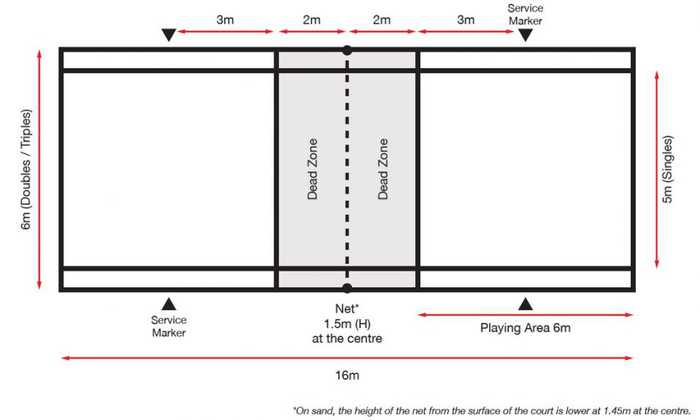 Service
Marker
3m
2m
2m
3m
6m (Doubles / Triples)
Dead Zone
Dead Zone
5m (Singles)
Service
Marker
Net*
1.5m (H)
at the centre
Playing Area 6m
16m
*On sand, the height of the net from the surface of the court is lower at 1.45m at the centre.